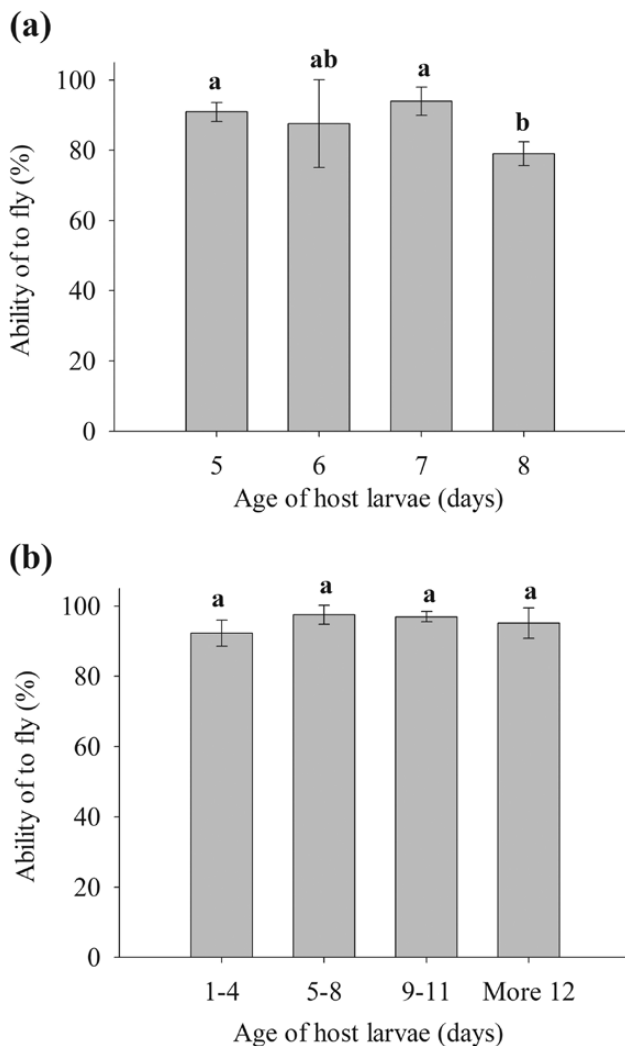 (a)
100
80
60
40
20
0
Ability of to fly (%)
a
ab
a
b
5 6 7 8
Age of host larvae (days)
(b)
100
80
60
40
20
0
Ability of to fly (%)
a
a
a
a
1-4 5-8 9-11 More 12
Age of host larvae (days)